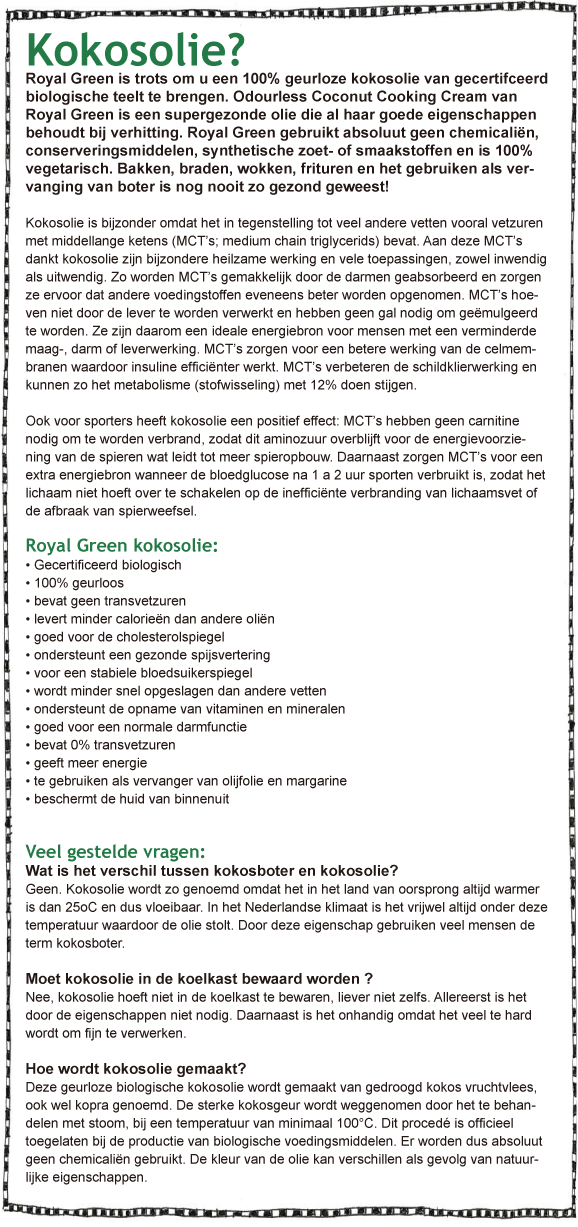 Kokosolie?
Royal Green is trots om u een 100% geurloze kokosolie van gecertifceerd
biologische teelt te brengen. Odourless Coconut Cooking Cream van
Royal Green is een supergezonde olie die al haar goede eigenschappen
behoudt bij verhitting. Royal Green gebruikt absoluut geen chemicaliën,
conserveringsmiddelen, synthetische zoet- of smaakstoffen en is 100%
vegetarisch. Bakken, braden, wokken, frituren en het gebruiken als ver-
vanging van boter is nog nooit zo gezond geweest!
Kokosolie is bijzonder omdat het in tegenstelling tot veel andere vetten vooral vetzuren
met middellange ketens (MCT's; medium chain triglycerids) bevat. Aan deze MCT's
dankt kokosolie zijn bijzondere heilzame werking en vele toepassingen, zowel inwendig
als uitwendig. Zo worden MCT's gemakkelijk door de darmen geabsorbeerd en zorgen
ze ervoor dat andere voedingstoffen eveneens beter worden opgenomen. MCT's hoe-
ven niet door de lever te worden verwerkt en hebben geen gal nodig om geëmulgeerd
te worden. Ze zijn daarom een ideale energiebron voor mensen met een verminderde
maag-, darm of leverwerking. MCT's zorgen voor een betere werking van de celmem-
branen waardoor insuline efficiënter werkt. MCT's verbeteren de schildklierwerking en
kunnen zo het metabolisme (stofwisseling) met 12% doen stijgen.
Ook voor sporters heeft kokosolie een positief effect: MCT's hebben geen carnitine
nodig om te worden verbrand, zodat dit aminozuur overblijft voor de energievoorzie-
ning van de spieren wat leidt tot meer spieropbouw. Daarnaast zorgen MCT's voor een
extra energiebron wanneer de bloedglucose na 1 a 2 uur sporten verbruikt is, zodat het
lichaam niet hoeft over te schakelen op de inefficiënte verbranding van lichaamsvet of
de afbraak van spierweefsel.
Royal Green kokosolie:
• Gecertificeerd biologisch
• 100% geurloos
• bevat geen transvetzuren
• levert minder calorieën dan andere oliën
• goed voor de cholesterolspiegel
• ondersteunt een gezonde spijsvertering
• voor een stabiele bloedsuikerspiegel
• wordt minder snel opgeslagen dan andere vetten
• ondersteunt de opname van vitaminen en mineralen
• goed voor een normale darmfunctie
• bevat 0% transvetzuren
• geeft meer energie
• te gebruiken als vervanger van olijfolie en margarine
• beschermt de huid van binnenuit
Veel gestelde vragen:
Wat is het verschil tussen kokosboter en kokosolie?
Geen. Kokosolie wordt zo genoemd omdat het in het land van oorsprong altijd warmer
is dan 25oC en dus vloeibaar. In het Nederlandse klimaat is het vrijwel altijd onder deze
temperatuur waardoor de olie stolt. Door deze eigenschap gebruiken veel mensen de
term kokosboter.
Moet kokosolie in de koelkast bewaard worden ?
Nee, kokosolie hoeft niet in de koelkast te bewaren, liever niet zelfs. Allereerst is het
door de eigenschappen niet nodig. Daarnaast is het onhandig omdat het veel te hard
wordt om fijn te verwerken.
Hoe wordt kokosolie gemaakt?
Deze geurloze biologische kokosolie wordt gemaakt van gedroogd kokos vruchtvlees,
ook wel kopra genoemd. De sterke kokosgeur wordt weggenomen door het te behan-
delen met stoom, bij een temperatuur van minimaal 100°C. Dit procedé is officieel
toegelaten bij de productie van biologische voedingsmiddelen. Er worden dus absoluut
geen chemicaliën gebruikt. De kleur van de olie kan verschillen als gevolg van natuur-
lijke eigenschappen.